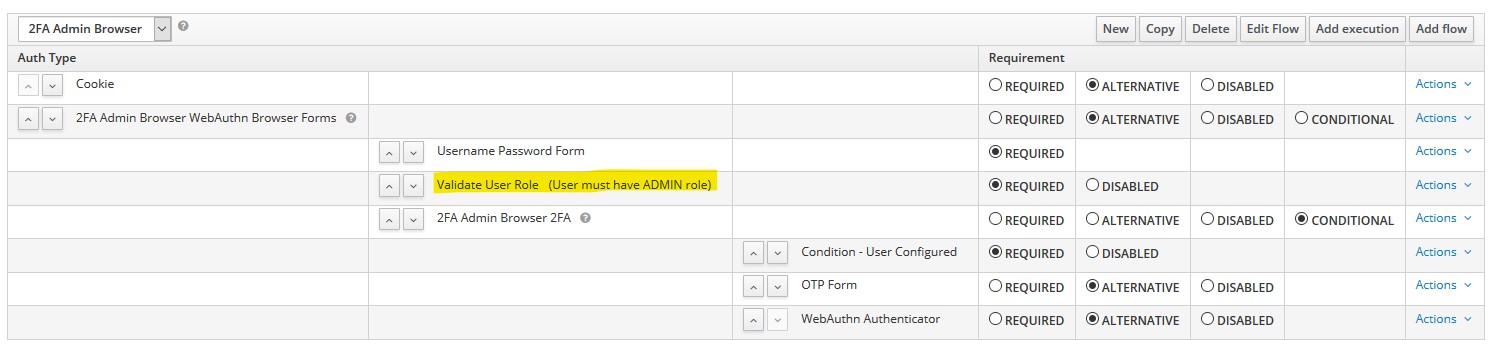 2FA Admin Browser New Copy Delete Edit Flow Add execution Add flow
Auth Type Requirement
Cookie REQUIRED ALTERNATIVE DISABLED Actions
2FA Admin Browser WebAuthn Browser Forms REQUIRED ALTERNATIVE DISABLED CONDITIONAL Actions
Username Password Form REQUIRED Actions
Validate User Role (User must have ADMIN role) REQUIRED DISABLED Actions
2FA Admin Browser 2FA REQUIRED ALTERNATIVE DISABLED CONDITIONAL Actions
Condition - User Configured REQUIRED DISABLED Actions
OTP Form REQUIRED ALTERNATIVE DISABLED Actions
WebAuthn Authenticator REQUIRED ALTERNATIVE DISABLED Actions